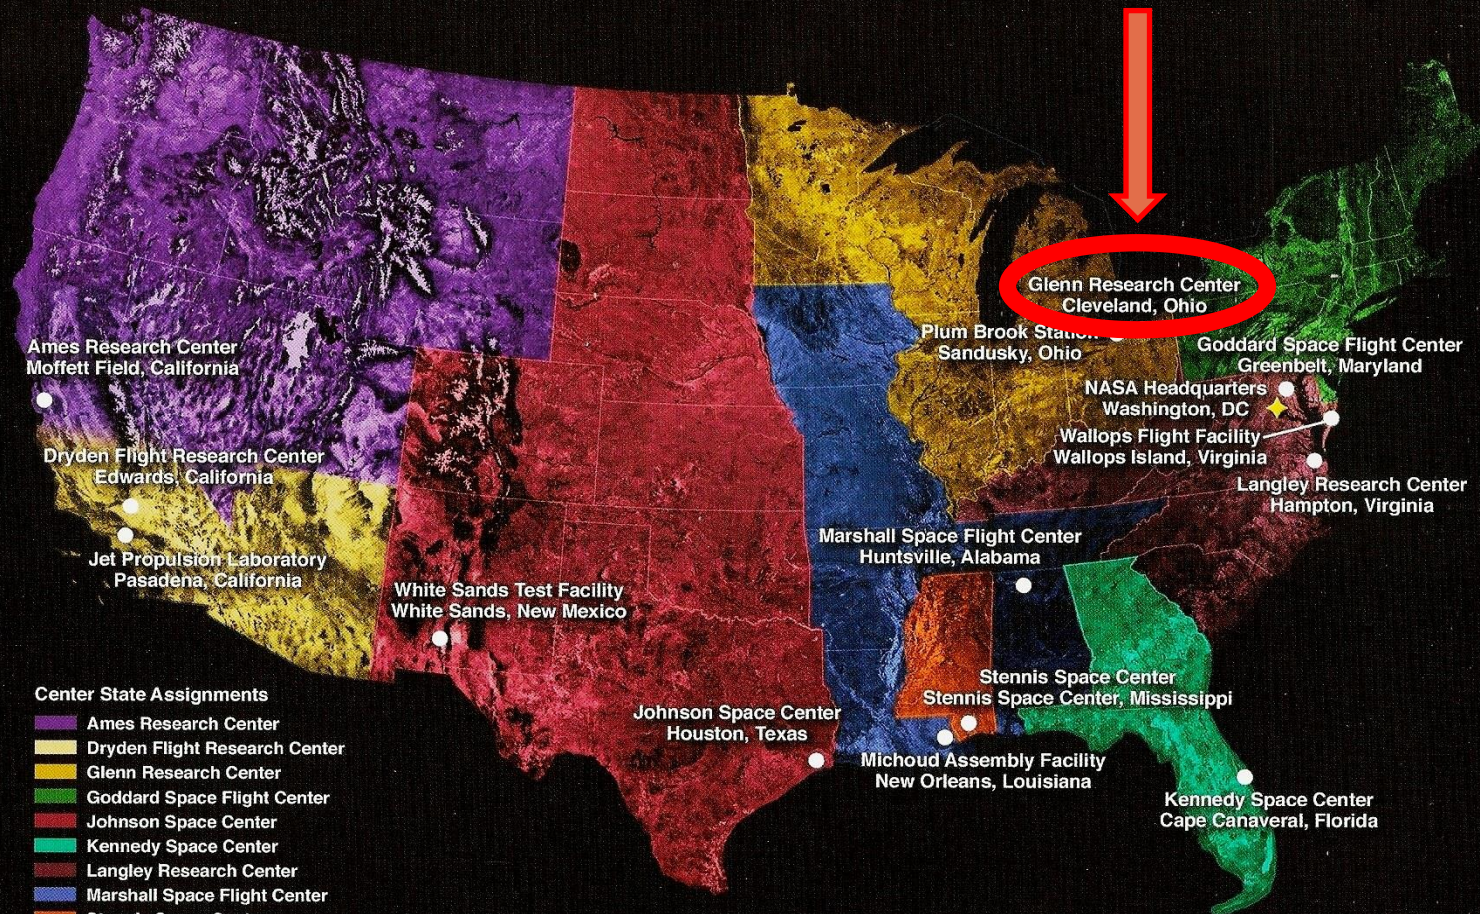 Glenn Research Center
Cleveland, Ohio
Plum Brook Station
Sandusky, Ohio
Ames Research Center
Moffett Field, California
Goddard Space Flight Center
Greenbelt, Maryland
NASA Headquarters
Washington, DC
Wallops Flight Facility
Wallops Island, Virginia
Dryden Flight Research Center
Edwards, California
Langley Research Center
Hampton, Virginia
Marshall Space Flight Center
Huntsville, Alabama
Jet Propulsion Laboratory
Pasadena, California
White Sands Test Facility
White Sands, New Mexico
Stennis Space Center
Stennis Space Center, Mississippi
Johnson Space Center
Houston, Texas
Michoud Assembly Facility
New Orleans, Louisiana
Kennedy Space Center
Cape Canaveral, Florida
Center State Assignments
Ames Research Center
Dryden Flight Research Center
Glenn Research Center
Goddard Space Flight Center
Johnson Space Center
Kennedy Space Center
Langley Research Center
Marshall Space Flight Center